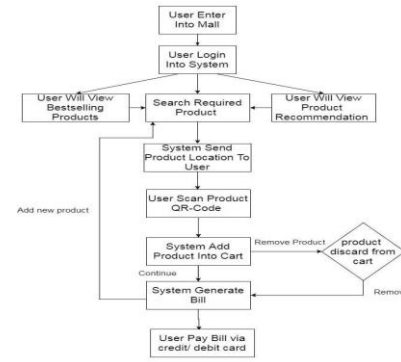 User Enter
Into Mall
User Login
Into System
User Will View
Bestselling
Products
Search Required
Product
User Will View
Product
Recommendation
System Send
Product Location To
User
Add new product
User Scan Product
QR-Code
System Add
Product Into Cart
Remove Product
product
discard from
cart
Continue
System Generate
Bill
Remov
User Pay Bill via
credit/ debit card